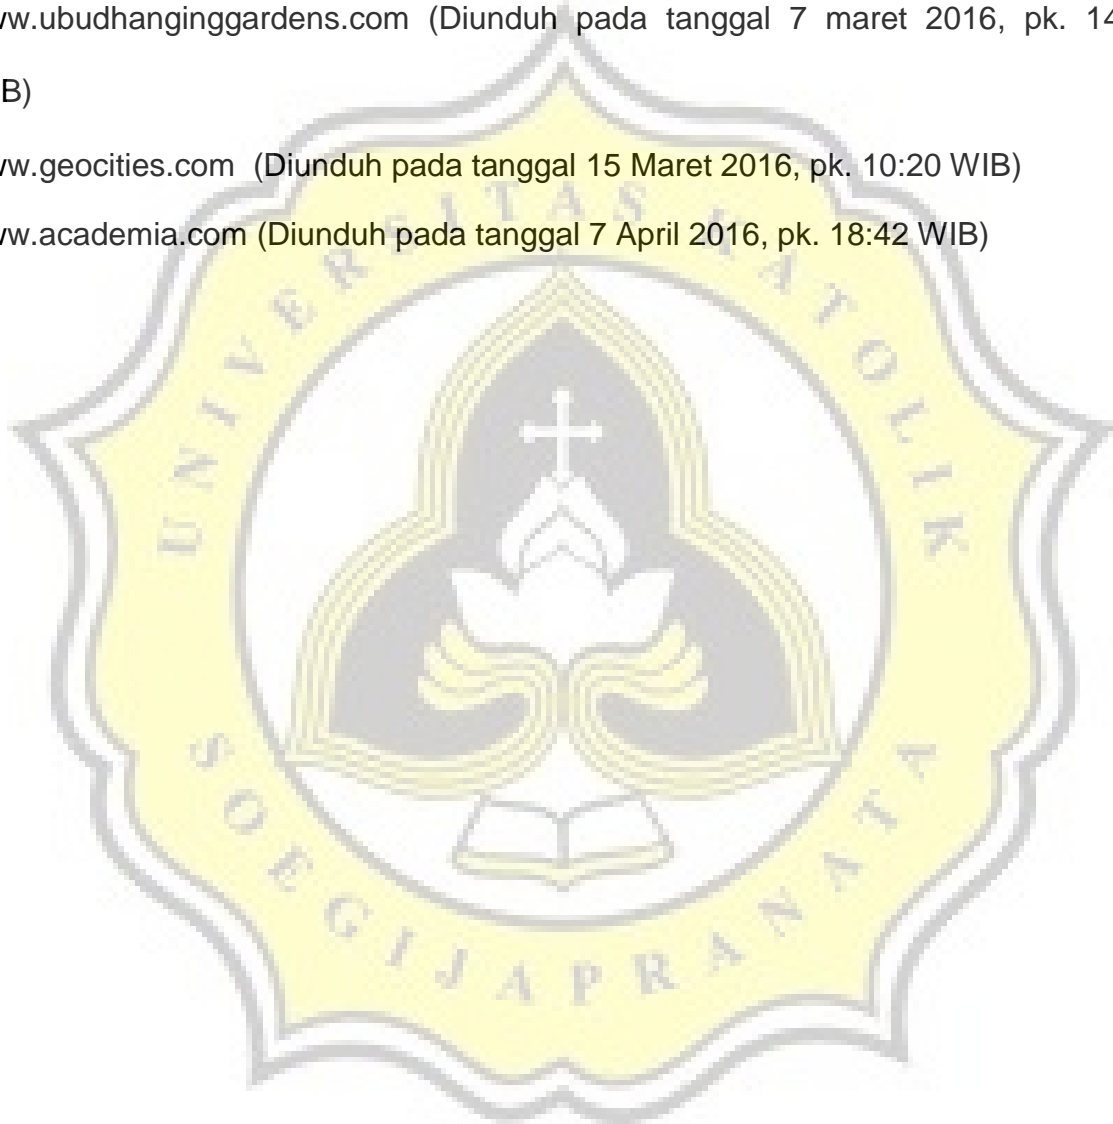 w.ubudhanginggardens.com (Diunduh pada tanggal 7 maret 2016, pk. 14
B)
w.geocities.com (Diunduh pada tanggal 15 Maret 2016, pk. 10:20 WIB)
w.academia.com (Diunduh pada tanggal 7 April 2016, pk. 18:42 WIB)
UNIVERSITAS KATOLIK
SOEGIJAPRANATA